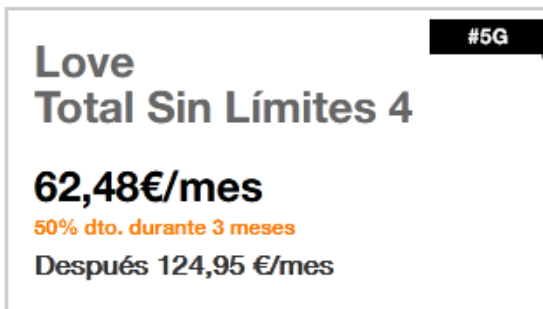 #5G
Love
Total Sin Límites 4
62,48€/mes
50% dto. durante 3 meses
Después 124,95 €/mes